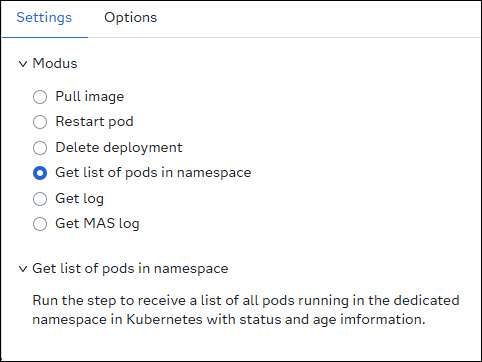 Settings Options
Modus
Pull image
Restart pod
Delete deployment
Get list of pods in namespace
Get log
Get MAS log
Get list of pods in namespace
Run the step to receive a list of all pods running in the dedicated
namespace in Kubernetes with status and age imformation.